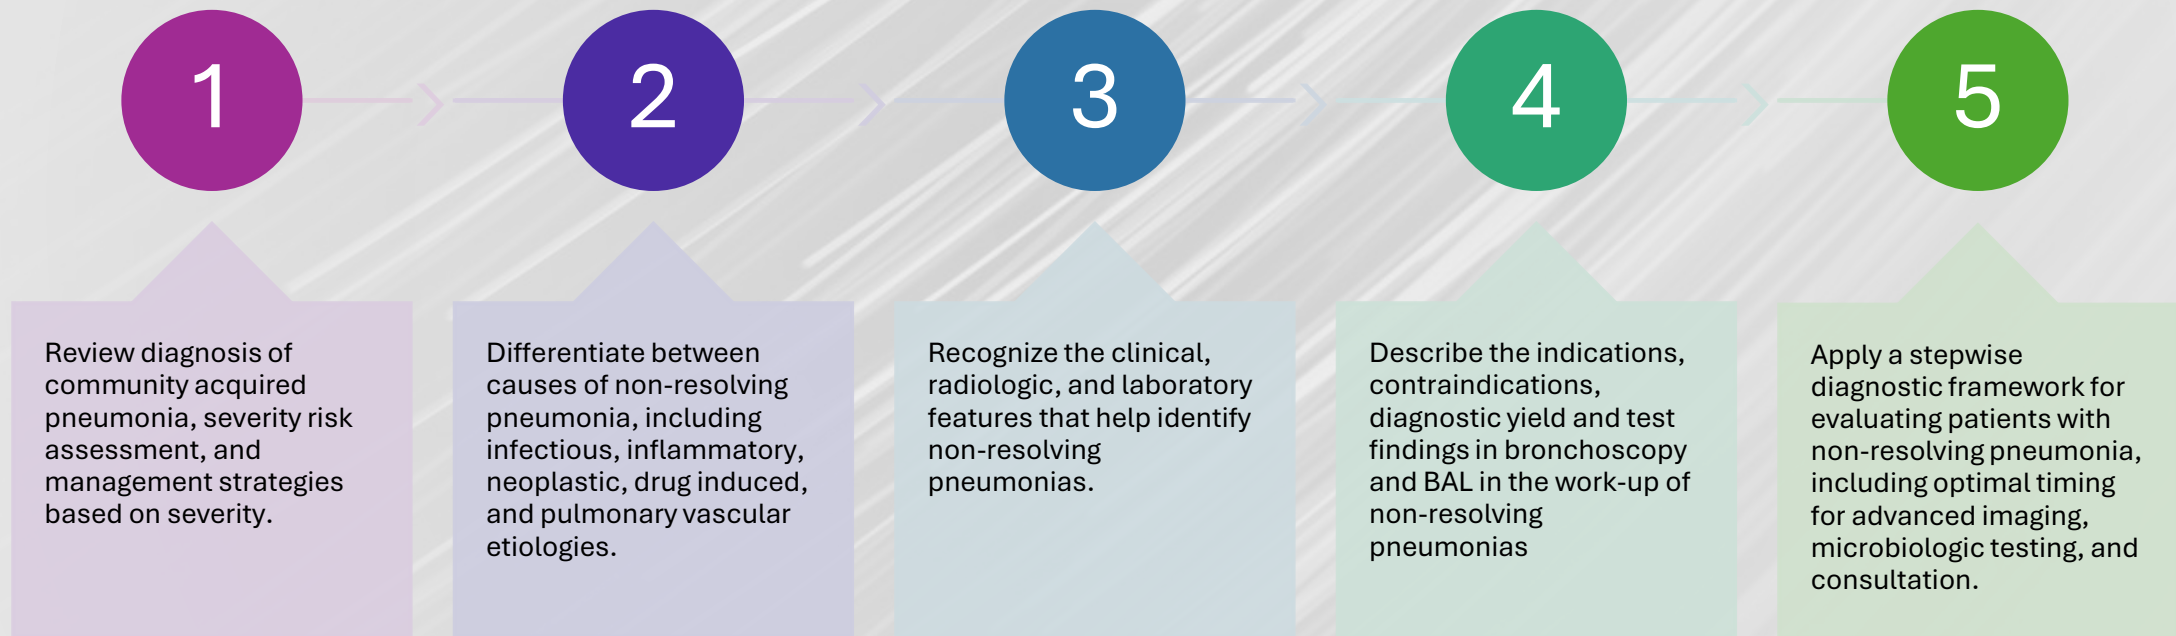 1
Review diagnosis of
community acquired
pneumonia, severity risk
assessment, and
management strategies
based on severity.
2
Differentiate between
causes of non-resolving
pneumonia, including
infectious, inflammatory,
neoplastic, drug induced,
and pulmonary vascular
etiologies.
3
Recognize the clinical,
radiologic, and laboratory
features that help identify
non-resolving
pneumonias.
4
Describe the indications,
contraindications,
diagnostic yield and test
findings in bronchoscopy
and BAL in the work-up of
non-resolving
pneumonias
5
Apply a stepwise
diagnostic framework for
evaluating patients with
non-resolving pneumonia,
including optimal timing
for advanced imaging,
microbiologic testing, and
consultation.